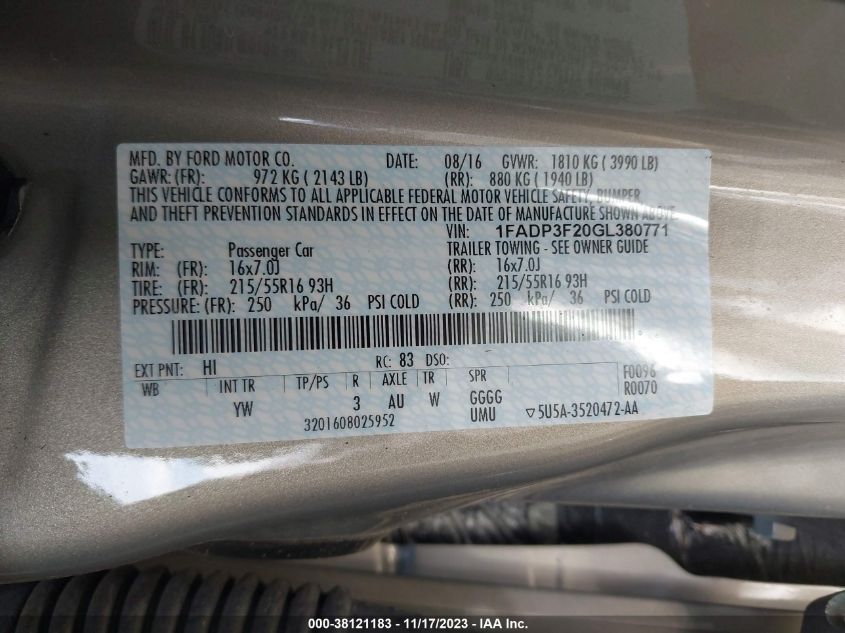 MFD. BY FORD MOTOR CO. DATE: 08/16 GVWR: 1810 KG ( 3990 LB)
GAWR: (FR): 972 KG ( 2143 LB) (RR): 880 KG ( 1940 LB)
THIS VEHICLE CONFORMS TO ALL APPLICABLE FEDERAL MOTOR VEHICLE SAFETY, BUMPER
AND THEFT PREVENTION STANDARDS IN EFFECT ON THE DATE OF MANUFACTURE SHOWN ABOVE
VIN: 1FADP3F20GL380771
TYPE: Passenger Car TRAILER TOWING - SEE OWNER GUIDE
RIM: (FR): 16x7.0J (RR): 16x7.0J
TIRE: (FR): 215/55R16 93H (RR): 215/55R16 93H
PRESSURE: (FR): 250 kPa/ 36 PSI COLD (RR): 250 kPa/ 36 PSI COLD
EXT PNT: HI RC: 83 DSO: F0096
WB INT TR TP/PS R AXLE TR SPR R0070
YW 3 AU W GGGG
3201608025952 UMU ▽5U5A-3520472-AA
000-38121183 - 11/17/2023 - IAA Inc.